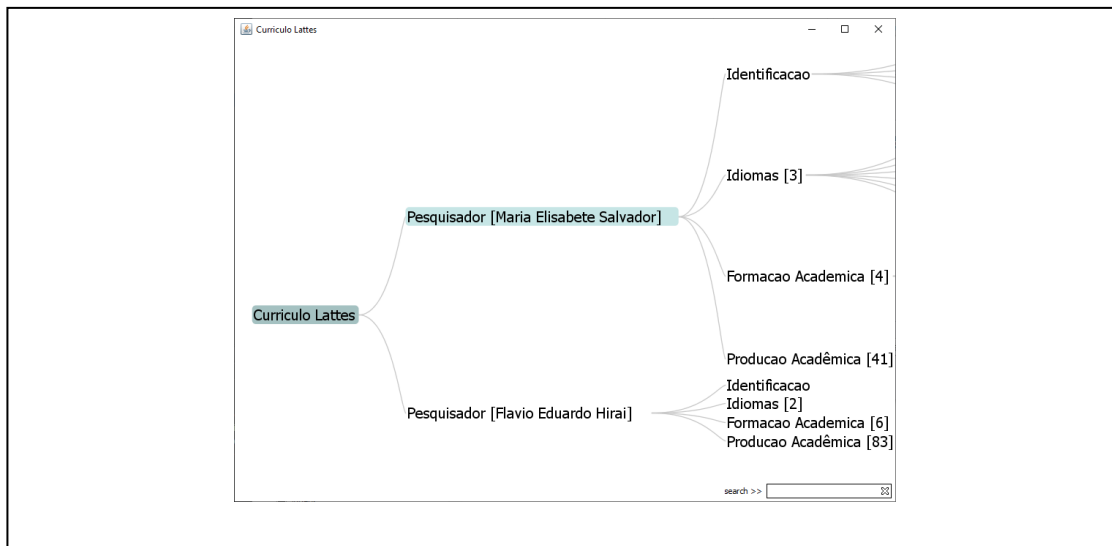 Curriculo Lattes
Identificacao
Idiomas [3]
Pesquisador [Maria Elisabete Salvador]
Formacao Academica [4]
Curriculo Lattes
Producao Acadêmica [41]
Identificacao
Idiomas [2]
Pesquisador [Flavio Eduardo Hirai]
Formacao Academica [6]
Producao Acadêmica [83]
search >>